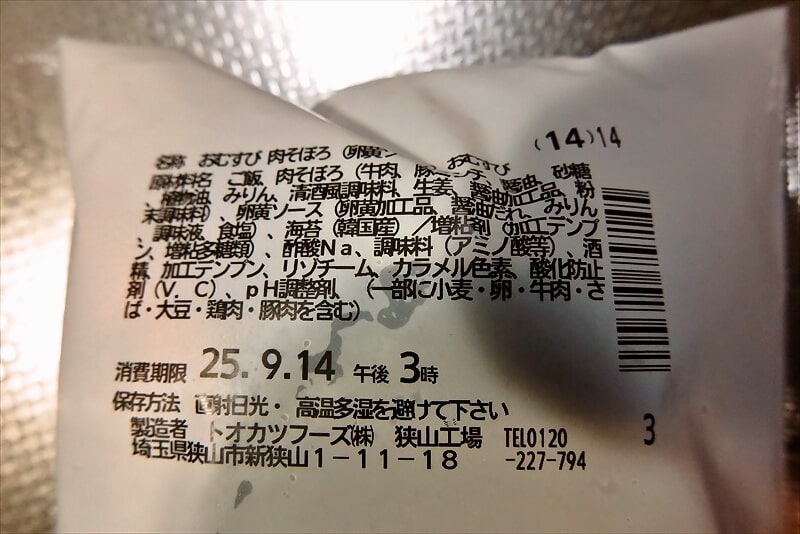 (14)14
名称 おむすび 肉そぼろ(卵黄ソ
原材料名 ご飯、肉そぼろ(牛肉、豚 おむすび 砂糖
、植物油、みりん、清酒風調味料、生姜、醤油加工品、粉
末調味料)、卵黄ソース(卵黄加工品、醤油だれ、みりん
、調味液、食塩)、海苔(韓国産)/増粘剤(加工デンプ
ン、増粘多糖類)、酢酸Na、調味料(アミノ酸等)、酒
精、加工デンプン、リゾチーム、カラメル色素、酸化防止
剤(V.C)、pH調整剤、(一部に小麦・卵・牛肉・さ
ば・大豆・鶏肉・豚肉を含む)
消費期限 25. 9.14 午後 3時
保存方法 直射日光・高温多湿を避けて下さい
製造者 トオカツフーズ㈱ 狭山工場 TEL0120
埼玉県狭山市新狭山1-11-18 -227-794
3